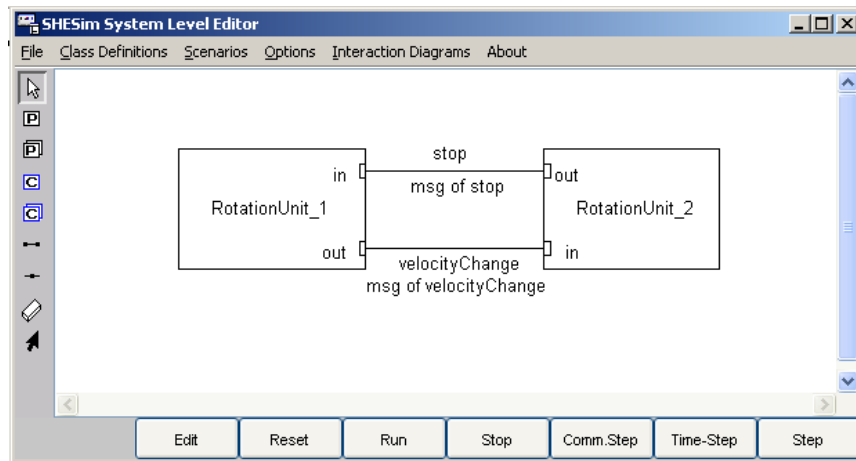 SHESim System Level Editor
File Class Definitions Scenarios Options Interaction Diagrams About
P
P
C
C
stop
in out
msg of stop
RotationUnit_1 RotationUnit_2
out in
velocityChange
msg of velocityChange
Edit Reset Run Stop Comm.Step Time-Step Step